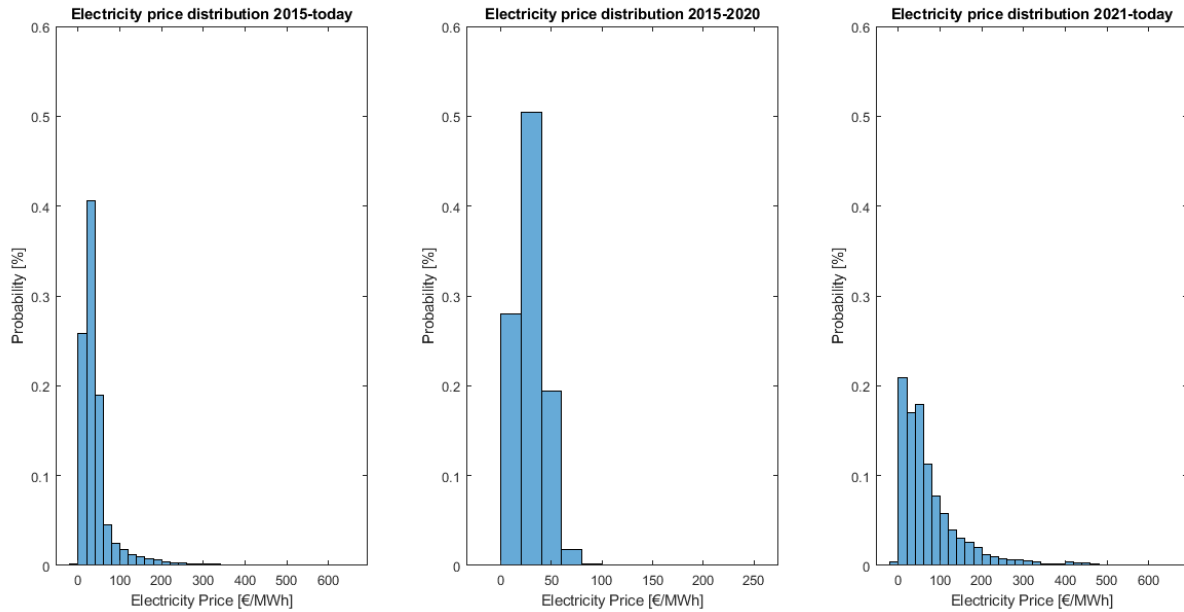 Electricity price distribution 2015-today
0.6
0.5
0.4
0.3
0.2
0.1
0
Probability [%]
0 100 200 300 400 500 600
Electricity Price [€/MWh]
Electricity price distribution 2015-2020
0.6
0.5
0.4
0.3
0.2
0.1
0
Probability [%]
0 50 100 150 200 250
Electricity Price [€/MWh]
Electricity price distribution 2021-today
0.6
0.5
0.4
0.3
0.2
0.1
0
Probability [%]
0 100 200 300 400 500 600
Electricity Price [€/MWh]